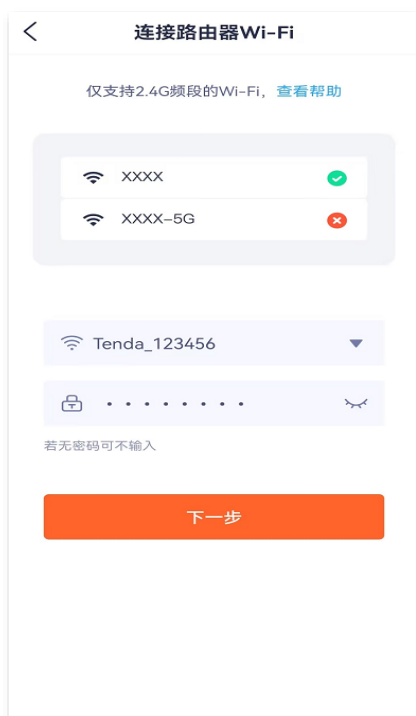 连接路由器Wi-Fi
仅支持2.4G频段的Wi-Fi，查看帮助
XXXX
XXXX-5G
Tenda_123456
若无密码可不输入
下一步